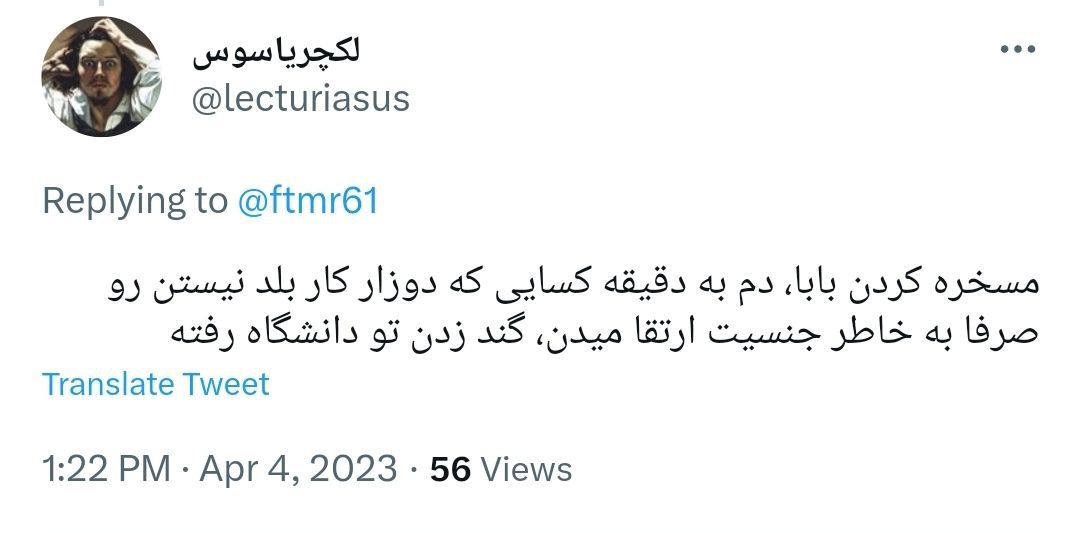 لکچریاسوس
@lecturiasus
Replying to @ftmr61
مسخره کردن بابا، دم به دقیقه کسایی که دوزار کار بلد نیستن رو
صرفا به خاطر جنسیت ارتقا میدن، گند زدن تو دانشگاه رفته
Translate Tweet
1:22 PM · Apr 4, 2023 · 56 Views